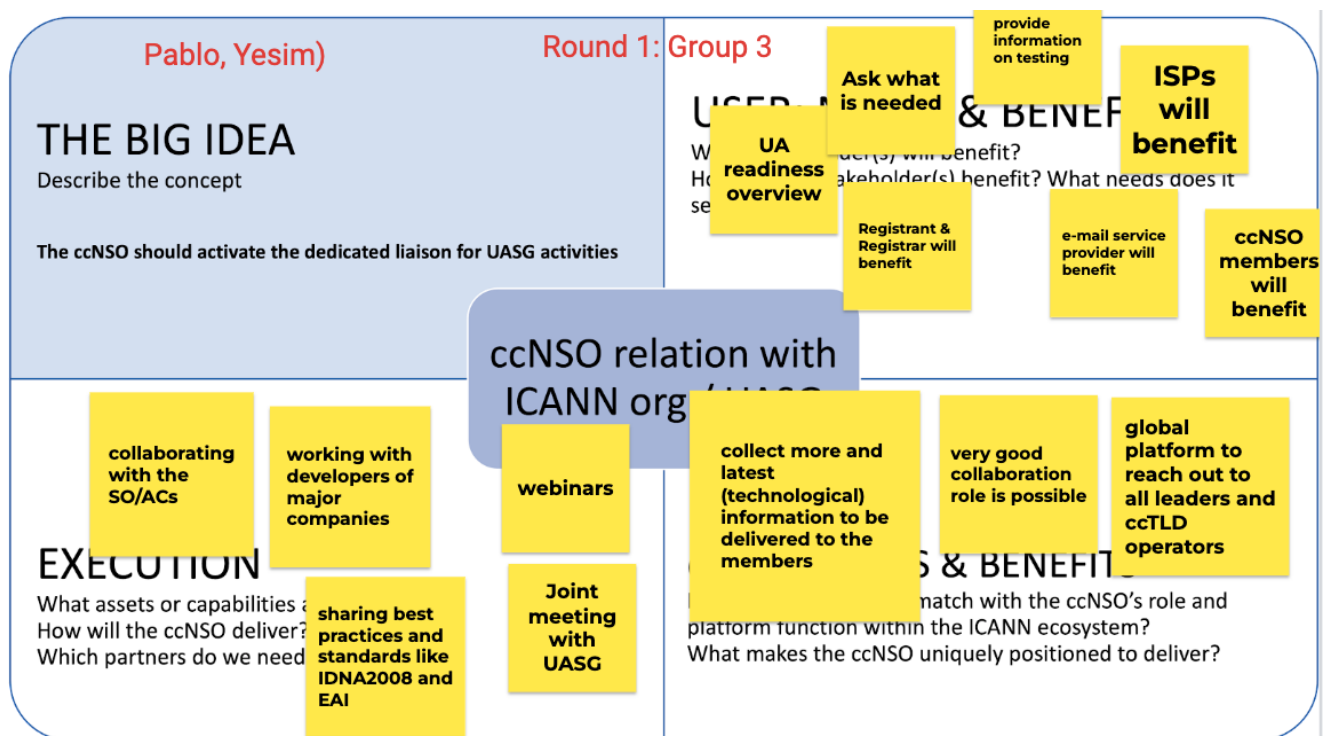 Pablo, Yesim)
Round 1: Group 3
THE BIG IDEA
Describe the concept
The ccNSO should activate the dedicated liaison for UASG activities
& BENEF
benefit?
benefit? What needs does it
Ask what
is needed
provide
information
on testing
ISPs
will
benefit
UA
readiness
overview
Registrant &
Registrar will
benefit
e-mail service
provider will
benefit
ccNSO
members
will
benefit
ccNSO relation with
ICANN org
collaborating
with the
SO/ACs
working with
developers of
major
companies
webinars
sharing best
practices and
standards like
IDNA2008 and
EAI
Joint
meeting
with
UASG
EXECUTION
What assets or capabilities
How will the ccNSO deliver?
Which partners do we need
collect more and
latest
(technological)
information to be
delivered to the
members
very good
collaboration
role is possible
global
platform to
reach out to
all leaders and
ccTLD
operators
& BENEFITS
match with the ccNSO's role and
platform function within the ICANN ecosystem?
What makes the ccNSO uniquely positioned to deliver?